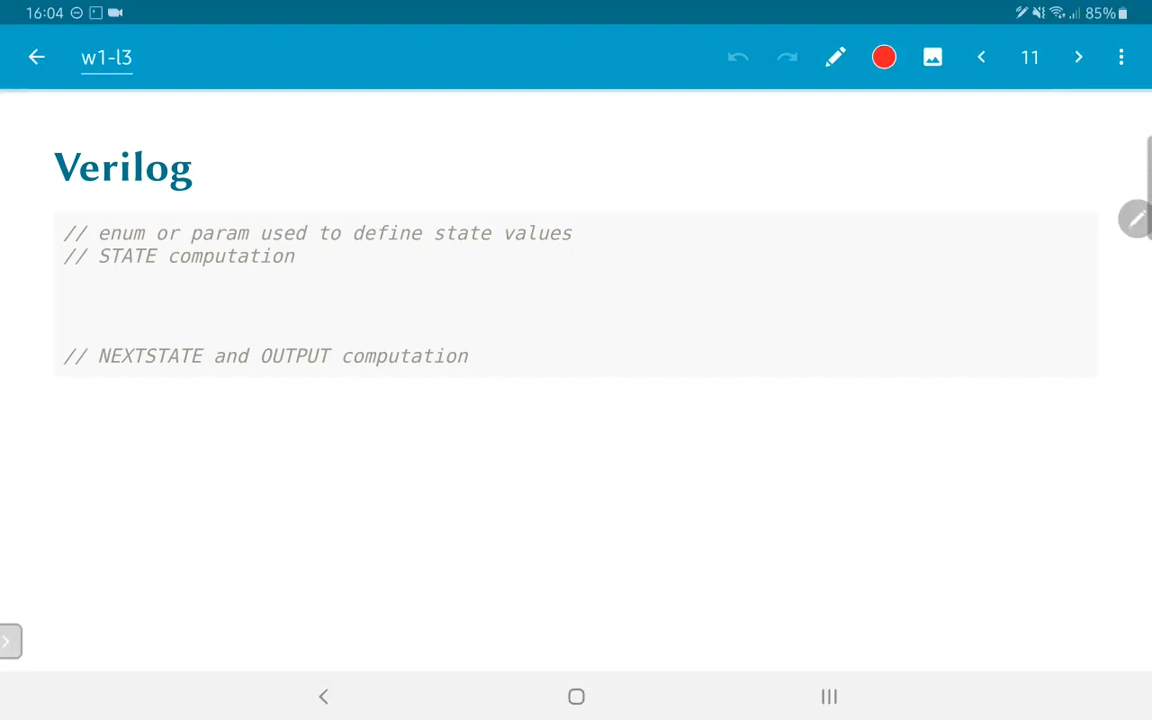 16:04 85%
w1-l3 11
Verilog
// enum or param used to define state values
// STATE computation
// NEXTSTATE and OUTPUT computation